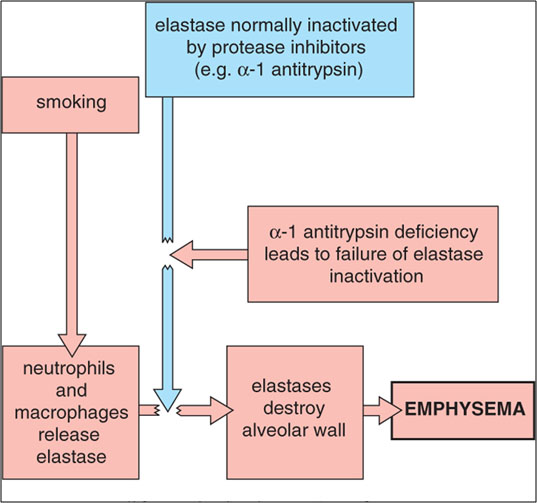 elastase normally inactivated
by protease inhibitors
(e.g. α-1 antitrypsin)
smoking
α-1 antitrypsin deficiency
leads to failure of elastase
inactivation
neutrophils
and
macrophages
release
elastase
elastases
destroy
alveolar wall
EMPHYSEMA